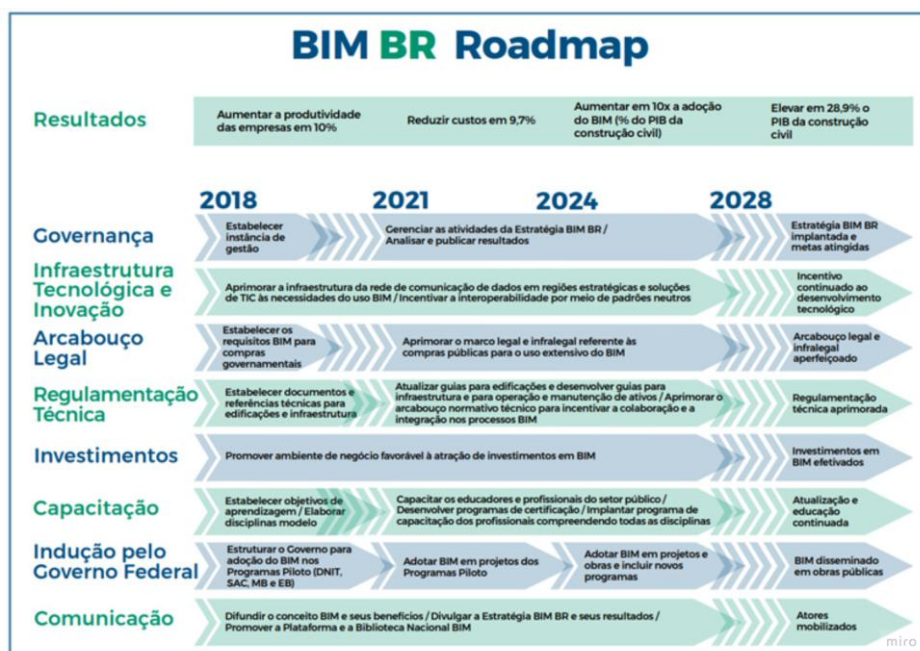 BIM BR Roadmap
Resultados
Aumentar a produtividade
das empresas em 10%
Reduzir custos em 9,7%
Aumentar em 10x a adoção
do BIM (% do PIB da
construção civil)
Elevar em 28,9% o
PIB da construção
civil
2018
2021
2024
2028
Governança
Estabelecer
instância de
gestão
Gerenciar as atividades da Estratégia BIM BR /
Analisar e publicar resultados
Estratégia BIM BR
implantada e
metas atingidas
Infraestrutura
Tecnológica e
Inovação
Aprimorar a infraestrutura da rede de comunicação de dados em regiões estratégicas e soluções
de TIC às necessidades do uso BIM / Incentivar a interoperabilidade por meio de padrões neutros
Incentivo
continuado ao
desenvolvimento
tecnológico
Arcabouço
Legal
Estabelecer os
requisitos BIM para
compras
governamentais
Aprimorar o marco legal e infralegal referente às
compras públicas para o uso extensivo do BIM
Arcabouço legal e
infralegal
aperfeiçoado
Regulamentação
Técnica
Estabelecer documentos e
referências técnicas para
edificações e infraestrutura
Atualizar guias para edificações e desenvolver guias para
infraestrutura e para operação e manutenção de ativos / Aprimorar o
arcabouço normativo técnico para incentivar a colaboração e a
integração nos processos BIM
Regulamentação
técnica aprimorada
Investimentos
Promover ambiente de negócio favorável à atração de investimentos em BIM
Investimentos em
BIM efetivados
Capacitação
Estabelecer objetivos de
aprendizagem / Elaborar
disciplinas modelo
Capacitar os educadores e profissionais do setor público /
Desenvolver programas de certificação / Implantar programa de
capacitação dos profissionais compreendendo todas as disciplinas
Atualização e
educação
continuada
Indução pelo
Governo Federal
Estruturar o Governo para
adoção do BIM nos
Programas Piloto (DNIT,
SAC, MB e EB)
Adotar BIM em projetos dos
Programas Piloto
Adotar BIM em projetos e
obras e incluir novos
programas
BIM disseminado
em obras públicas
Comunicação
Difundir o conceito BIM e seus benefícios / Divulgar a Estratégia BIM BR e seus resultados /
Promover a Plataforma e a Biblioteca Nacional BIM
Atores
mobilizados
miro